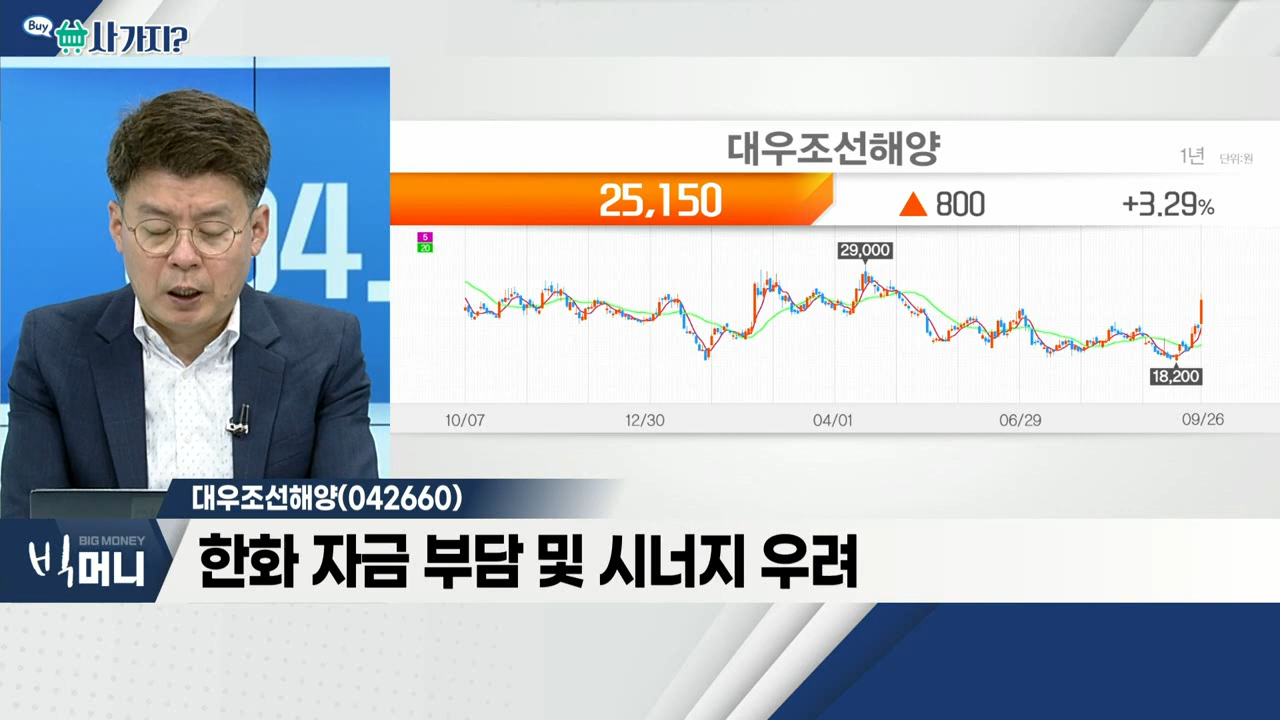 Buy 사가지?
04.
대우조선해양
1년 단위:원
25,150 ▲ 800 +3.29%
5
20
29,000
18,200
10/07 12/30 04/01 06/29 09/26
대우조선해양(042660)
BIG MONEY
빅머니
한화 자금 부담 및 시너지 우려